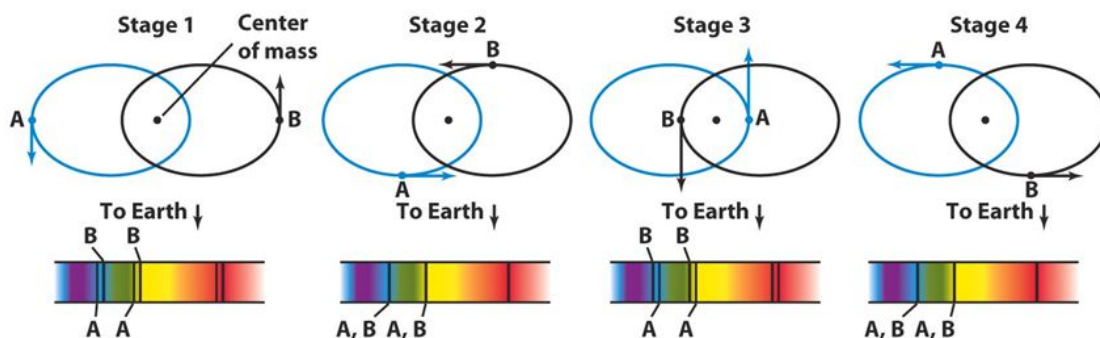 Stage 1
Center
of mass
Stage 2
Stage 3
Stage 4
A
B
B
A
B
A
A
B
To Earth
To Earth
To Earth
To Earth
B
B
A
A
A, B
A, B
B
B
A
A
A, B
A, B